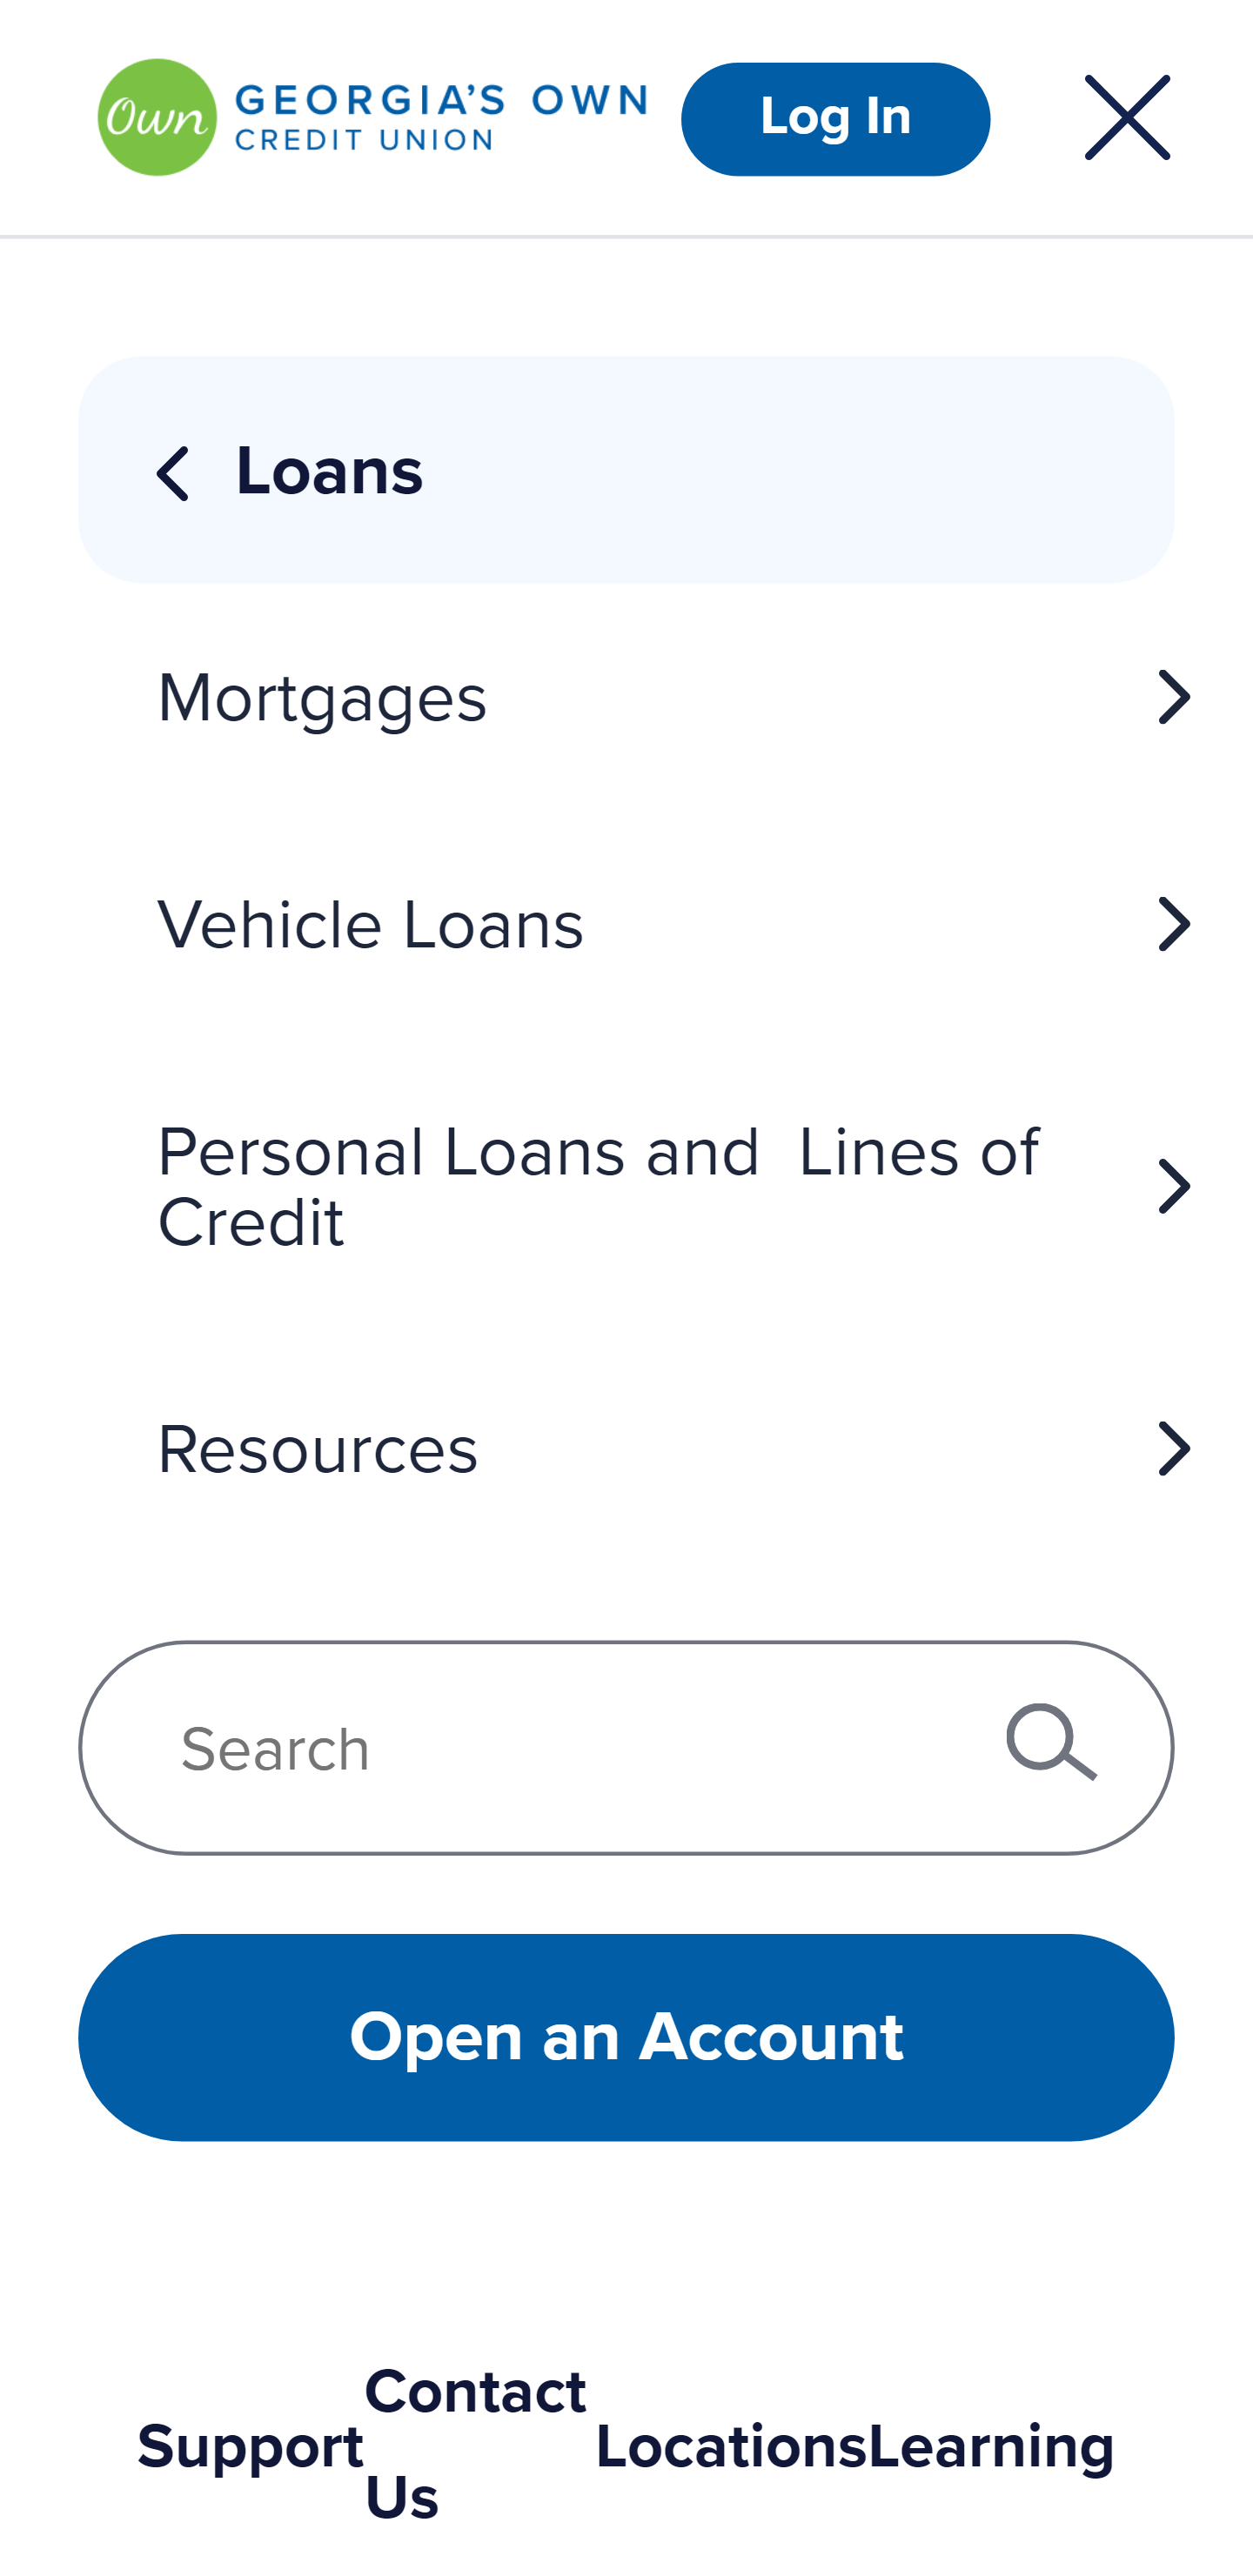 Own GEORGIA'S OWN
CREDIT UNION
Log In
Loans
Mortgages
Vehicle Loans
Personal Loans and  Lines of
Credit
Resources
Search
Open an Account
Support
Contact
Us
Locations
Learning